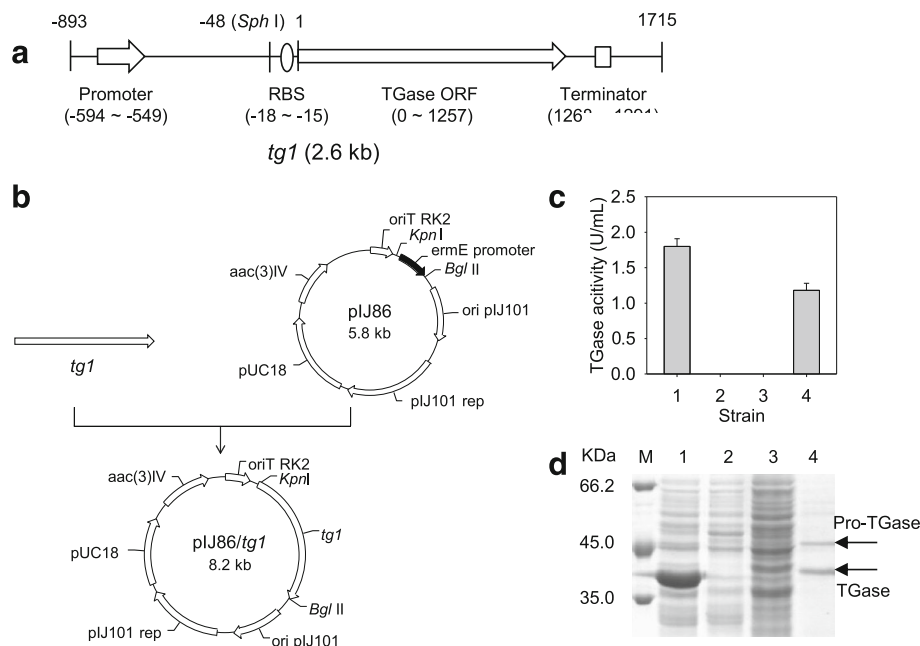 a
-893
-48 (Sph I)
1
1715
Promoter
(-594 ~ -549)
RBS
(-18 ~ -15)
TGase ORF
(0 ~ 1257)
Terminator
tg1 (2.6 kb)
b
tg1
oriT RK2
KpnI
ermE promoter
Bgl II
ori pIJ101
pIJ101 rep
pUC18
aac(3)IV
pIJ86
5.8 kb
oriT RK2
KpnI
tg1
Bgl II
ori pIJ101
pIJ101 rep
pUC18
aac(3)IV
pIJ86/tg1
8.2 kb
c
TGase acitivity (U/mL)
2.5
2.0
1.5
1.0
0.5
0.0
1 2 3 4
Strain
d
KDa M 1 2 3 4
66.2
45.0
35.0
Pro-TGase
TGase